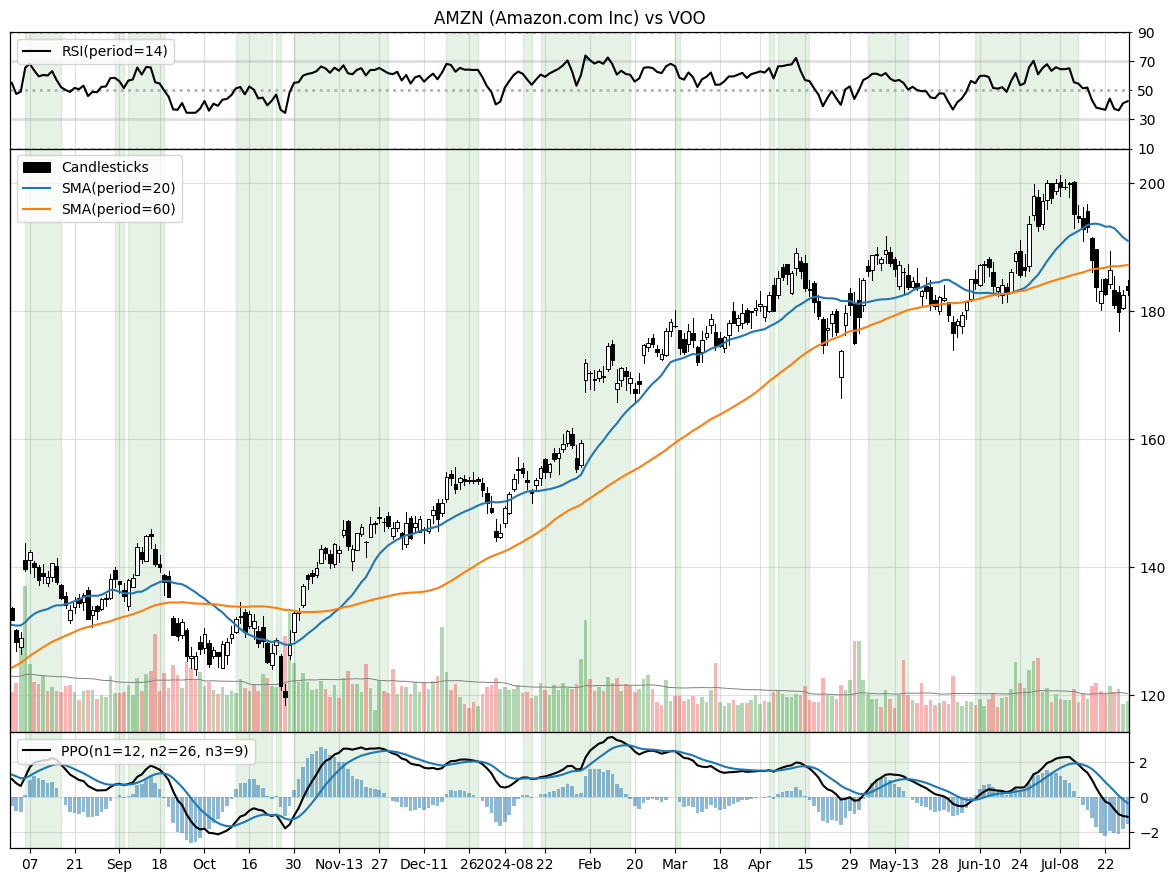 AMZN (Amazon.com Inc) vs VOO
RSI(period=14)
90
70
50
30
10
Candlesticks
SMA(period=20)
SMA(period=60)
200
180
160
140
120
PPO(n1=12, n2=26, n3=9)
2
0
−2
07 21 Sep 18 Oct 16 30 Nov-13 27 Dec-11 26 2024-08 22 Feb 20 Mar 18 Apr 15 29 May-13 28 Jun-10 24 Jul-08 22